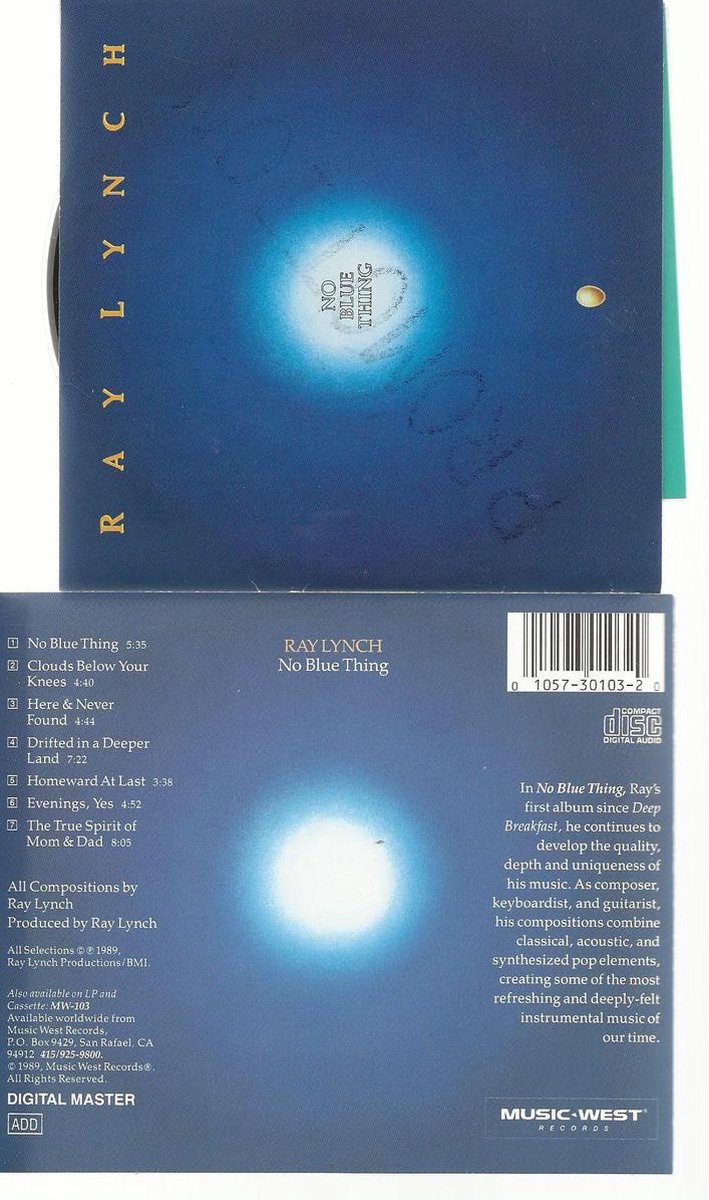 RAY LYNCH
NO
BLUE
THING
1 No Blue Thing 5:35
2 Clouds Below Your
Knees 4:40
3 Here & Never
Found 4:44
4 Drifted in a Deeper
Land 7:22
5 Homeward At Last 3:38
6 Evenings, Yes 4:52
7 The True Spirit of
Mom & Dad 8:05
All Compositions by
Ray Lynch
Produced by Ray Lynch
All Selections ©℗ 1989,
Ray Lynch Productions/BMI.
Also available on LP and
Cassette: MW-103
Available worldwide from
Music West Records,
P.O. Box 9429, San Rafael, CA
94912 415/925-9800.
© 1989, Music West Records®.
All Rights Reserved.
DIGITAL MASTER
ADD
RAY LYNCH
No Blue Thing
0 1057-30103-2 0
COMPACT
disc
DIGITAL AUDIO
In No Blue Thing, Ray's
first album since Deep
Breakfast, he continues to
develop the quality,
depth and uniqueness of
his music. As composer,
keyboardist, and guitarist,
his compositions combine
classical, acoustic, and
synthesized pop elements,
creating some of the most
refreshing and deeply-felt
instrumental music of
our time.
MUSIC•WEST®
RECORDS